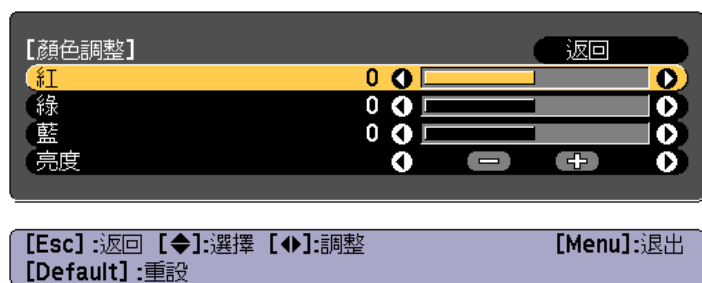 [顏色調整] 返回
紅 0
綠 0
藍 0
亮度
[Esc] :返回 [◆]:選擇 [◆]:調整 [Menu]:退出
[Default] :重設